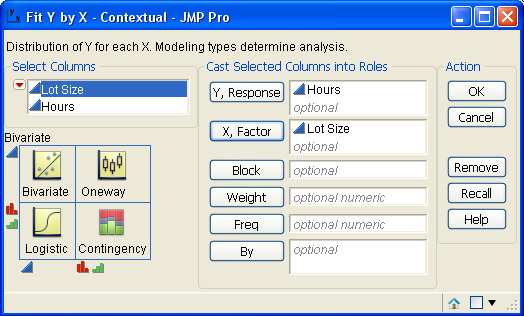 Fit Y by X - Contextual - JMP Pro
Distribution of Y for each X. Modeling types determine analysis.
Select Columns
Lot Size
Hours
Bivariate
Bivariate Oneway
Logistic Contingency
Cast Selected Columns into Roles
Y, Response Hours
optional
X, Factor Lot Size
optional
Block optional
Weight optional numeric
Freq optional numeric
By optional
Action
OK
Cancel
Remove
Recall
Help